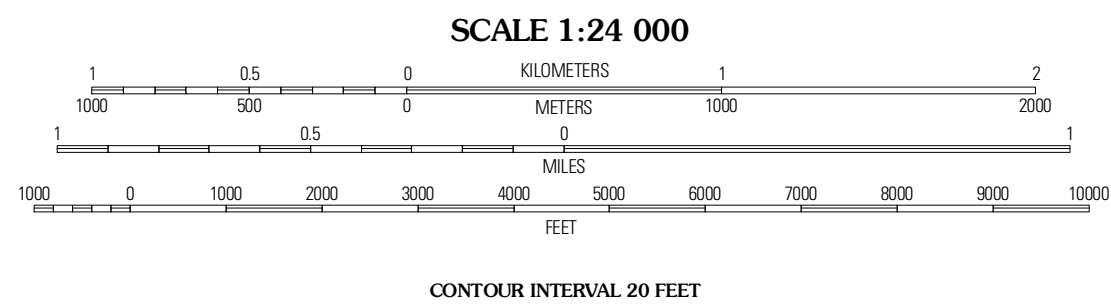 SCALE 1:24 000
1 0.5 0 KILOMETERS 1 2
1000 500 0 METERS 1000 2000
1 0.5 0 1
MILES
1000 0 1000 2000 3000 4000 5000 6000 7000 8000 9000 10000
FEET
CONTOUR INTERVAL 20 FEET